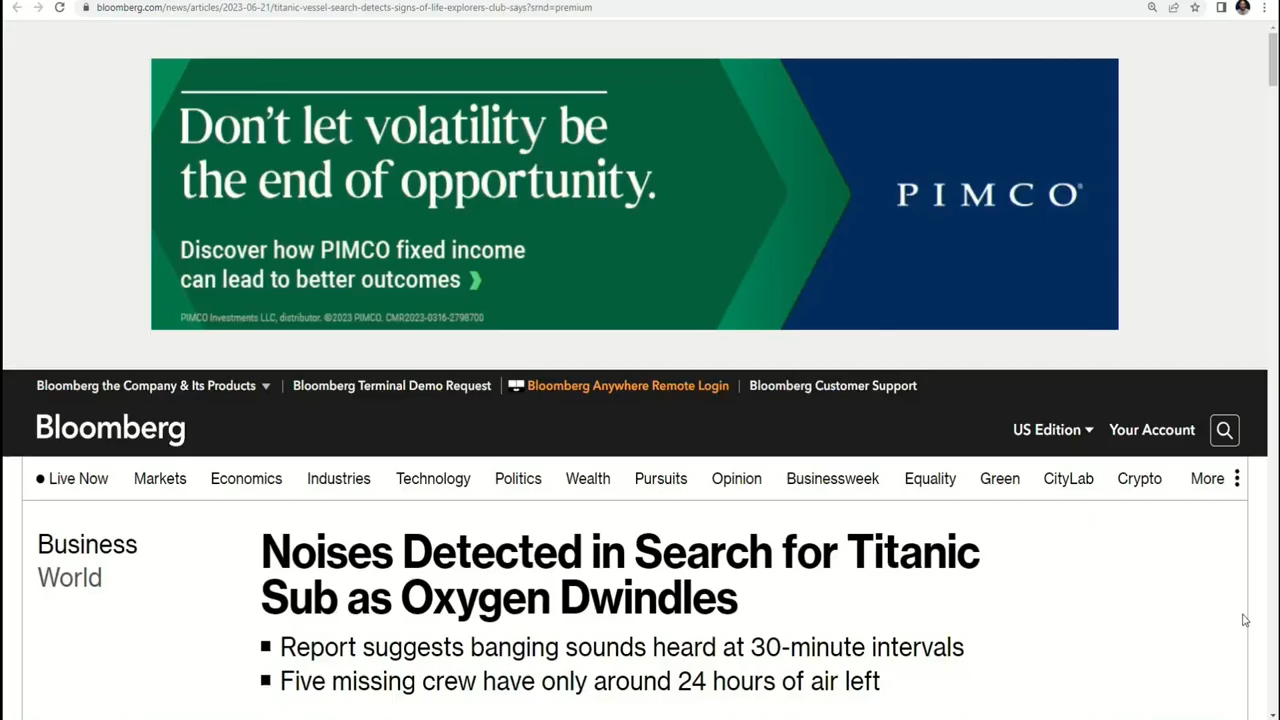 bloomberg.com/news/articles/2023-06-21/titanic-vessel-search-detects-signs-of-life-explorers-club-says?srnd=premium
Don't let volatility be
the end of opportunity.
Discover how PIMCO fixed income
can lead to better outcomes
PIMCO Investments LLC, distributor. ©2023 PIMCO. CMR2023-0316-2798700
PIMCO®
Bloomberg the Company & Its Products | Bloomberg Terminal Demo Request | Bloomberg Anywhere Remote Login | Bloomberg Customer Support
Bloomberg
US Edition Your Account
Live Now Markets Economics Industries Technology Politics Wealth Pursuits Opinion Businessweek Equality Green CityLab Crypto More
Business
World
Noises Detected in Search for Titanic
Sub as Oxygen Dwindles
Report suggests banging sounds heard at 30-minute intervals
Five missing crew have only around 24 hours of air left